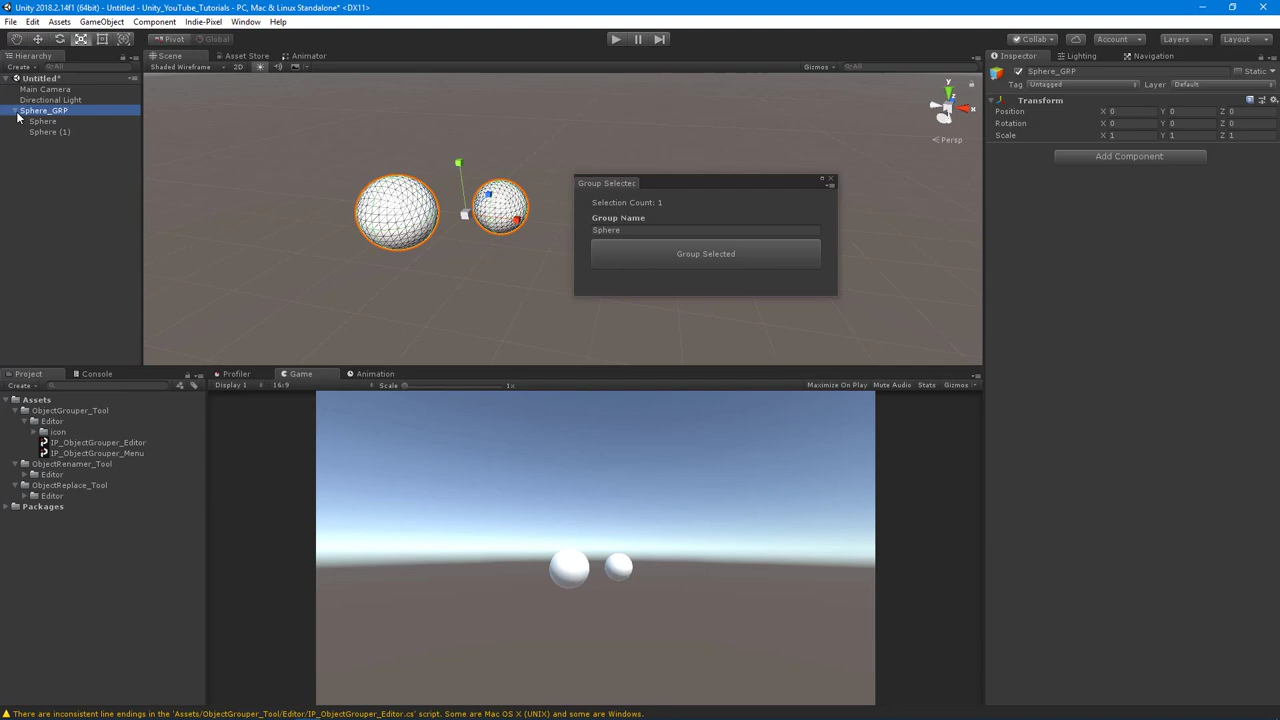 Unity 2018.2.14f1 (64bit) - Untitled - Unity_YouTube_Tutorials - PC, Mac & Linux Standalone* <DX11>
File Edit Assets GameObject Component Indie-Pixel Window Help
Pivot Global Collab Account Layers Layout
Hierarchy Scene Asset Store Animator Inspector Lighting Navigation
Create All Shaded Wireframe 2D Gizmos All
Sphere_GRP Static
Untitled*
Tag Untagged Layer Default
Main Camera
Directional Light
Sphere_GRP
Sphere
Sphere (1)
Transform
Position X 0 Y 0 Z 0
Rotation X 0 Y 0 Z 0
Scale X 1 Y 1 Z 1
Add Component
y
x
z
Persp
Group Selected
Selection Count: 1
Group Name
Sphere
Group Selected
Project Console Profiler Game Animation
Create Display 1 16:9 Scale 1x Maximize On Play Mute Audio Stats Gizmos
Assets
ObjectGrouper_Tool
Editor
icon
IP_ObjectGrouper_Editor
IP_ObjectGrouper_Menu
ObjectRenamer_Tool
Editor
ObjectReplace_Tool
Editor
Packages
There are inconsistent line endings in the 'Assets/ObjectGrouper_Tool/Editor/IP_ObjectGrouper_Editor.cs' script. Some are Mac OS X (UNIX) and some are Windows.